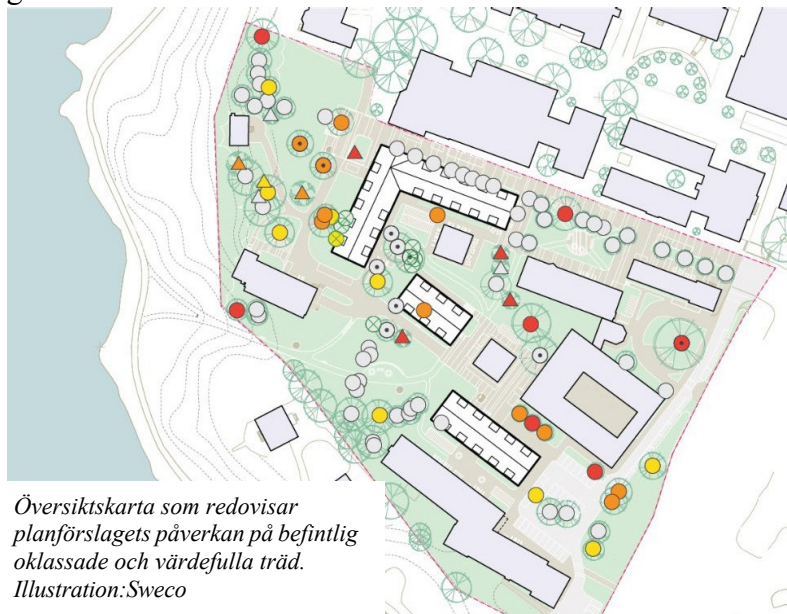 Översiktskarta som redovisar
planförslagets påverkan på befintlig
oklassade och värdefulla träd.
Illustration:Sweco